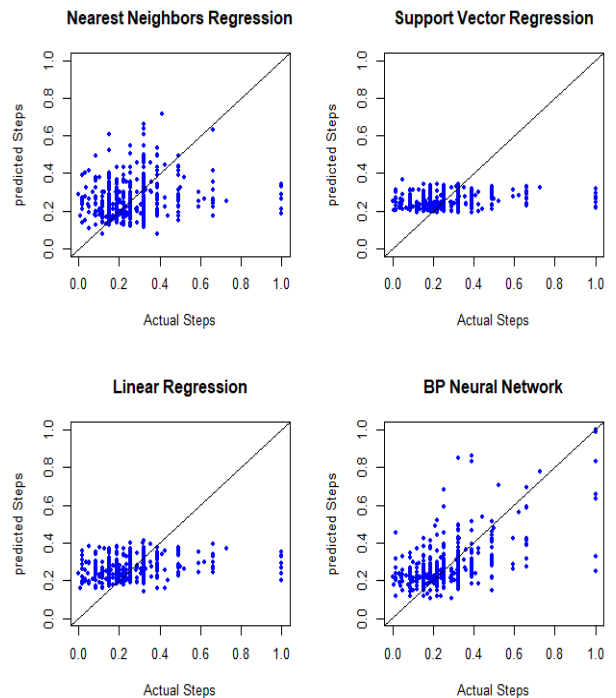 Nearest Neighbors Regression
predicted Steps
0.0 0.2 0.4 0.6 0.8 1.0
0.0 0.2 0.4 0.6 0.8 1.0
Actual Steps
Support Vector Regression
predicted Steps
0.0 0.2 0.4 0.6 0.8 1.0
0.0 0.2 0.4 0.6 0.8 1.0
Actual Steps
Linear Regression
predicted Steps
0.0 0.2 0.4 0.6 0.8 1.0
0.0 0.2 0.4 0.6 0.8 1.0
Actual Steps
BP Neural Network
predicted Steps
0.0 0.2 0.4 0.6 0.8 1.0
0.0 0.2 0.4 0.6 0.8 1.0
Actual Steps